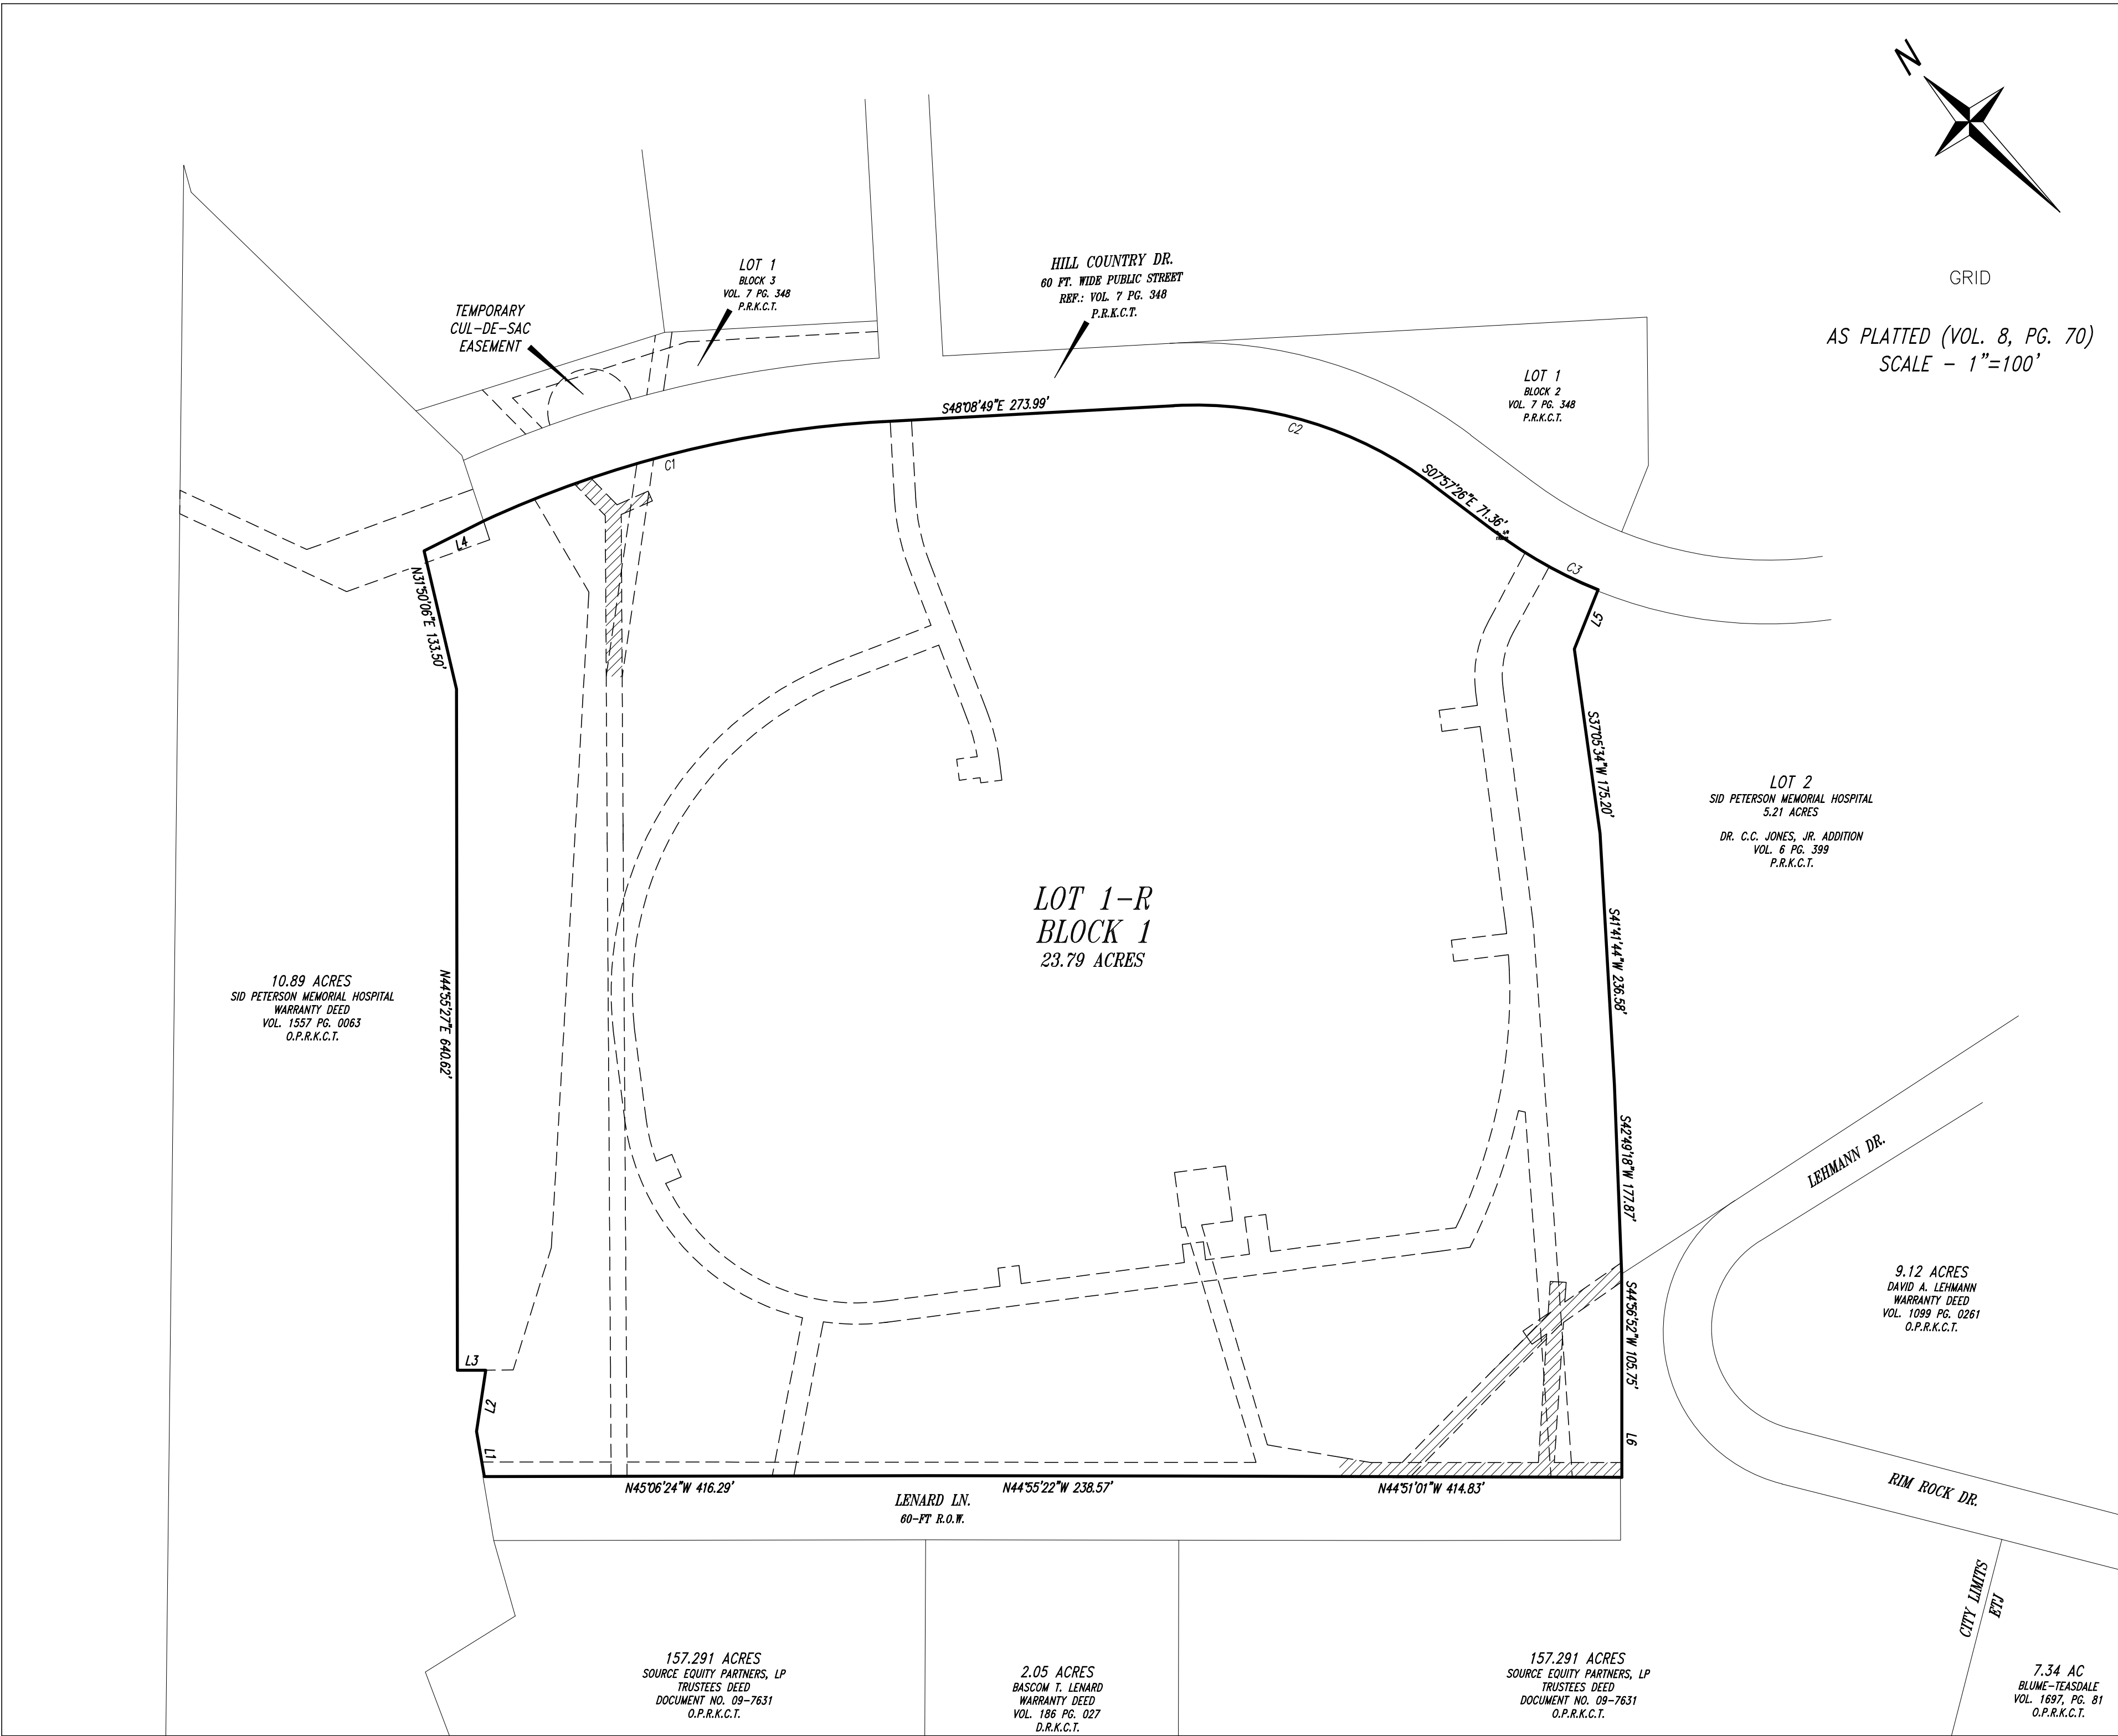 N
GRID
AS PLATTED (VOL. 8, PG. 70)
SCALE - 1"=100'
LOT 1
BLOCK 3
VOL. 7 PG. 348
P.R.K.C.T.
HILL COUNTRY DR.
60 FT. WIDE PUBLIC STREET
REF.: VOL. 7 PG. 348
P.R.K.C.T.
TEMPORARY
CUL-DE-SAC
EASEMENT
LOT 1
BLOCK 2
VOL. 7 PG. 348
P.R.K.C.T.
S48°08'49"E 273.99'
C1
C2
S07°57'26"E 71.36'
C3
L4
L5
N31°50'06"E 133.50'
S37°05'34"W 175.20'
LOT 2
SID PETERSON MEMORIAL HOSPITAL
5.21 ACRES
DR. C.C. JONES, JR. ADDITION
VOL. 6 PG. 399
P.R.K.C.T.
LOT 1-R
BLOCK 1
23.79 ACRES
S41°41'44"W 236.58'
10.89 ACRES
SID PETERSON MEMORIAL HOSPITAL
WARRANTY DEED
VOL. 1557 PG. 0063
O.P.R.K.C.T.
N44°55'27"E 640.62'
S42°49'18"W 177.87'
LEHMANN DR.
9.12 ACRES
DAVID A. LEHMANN
WARRANTY DEED
VOL. 1099 PG. 0261
O.P.R.K.C.T.
S44°56'52"W 105.75'
L3
L2
L1
L6
N45°06'24"W 416.29'
N44°55'22"W 238.57'
N44°51'01"W 414.83'
LENARD LN.
60-FT R.O.W.
RIM ROCK DR.
CITY LIMITS
ETJ
157.291 ACRES
SOURCE EQUITY PARTNERS, LP
TRUSTEES DEED
DOCUMENT NO. 09-7631
O.P.R.K.C.T.
2.05 ACRES
BASCOM T. LENARD
WARRANTY DEED
VOL. 186 PG. 027
D.R.K.C.T.
157.291 ACRES
SOURCE EQUITY PARTNERS, LP
TRUSTEES DEED
DOCUMENT NO. 09-7631
O.P.R.K.C.T.
7.34 AC
BLUME-TEASDALE
VOL. 1697, PG. 81
O.P.R.K.C.T.